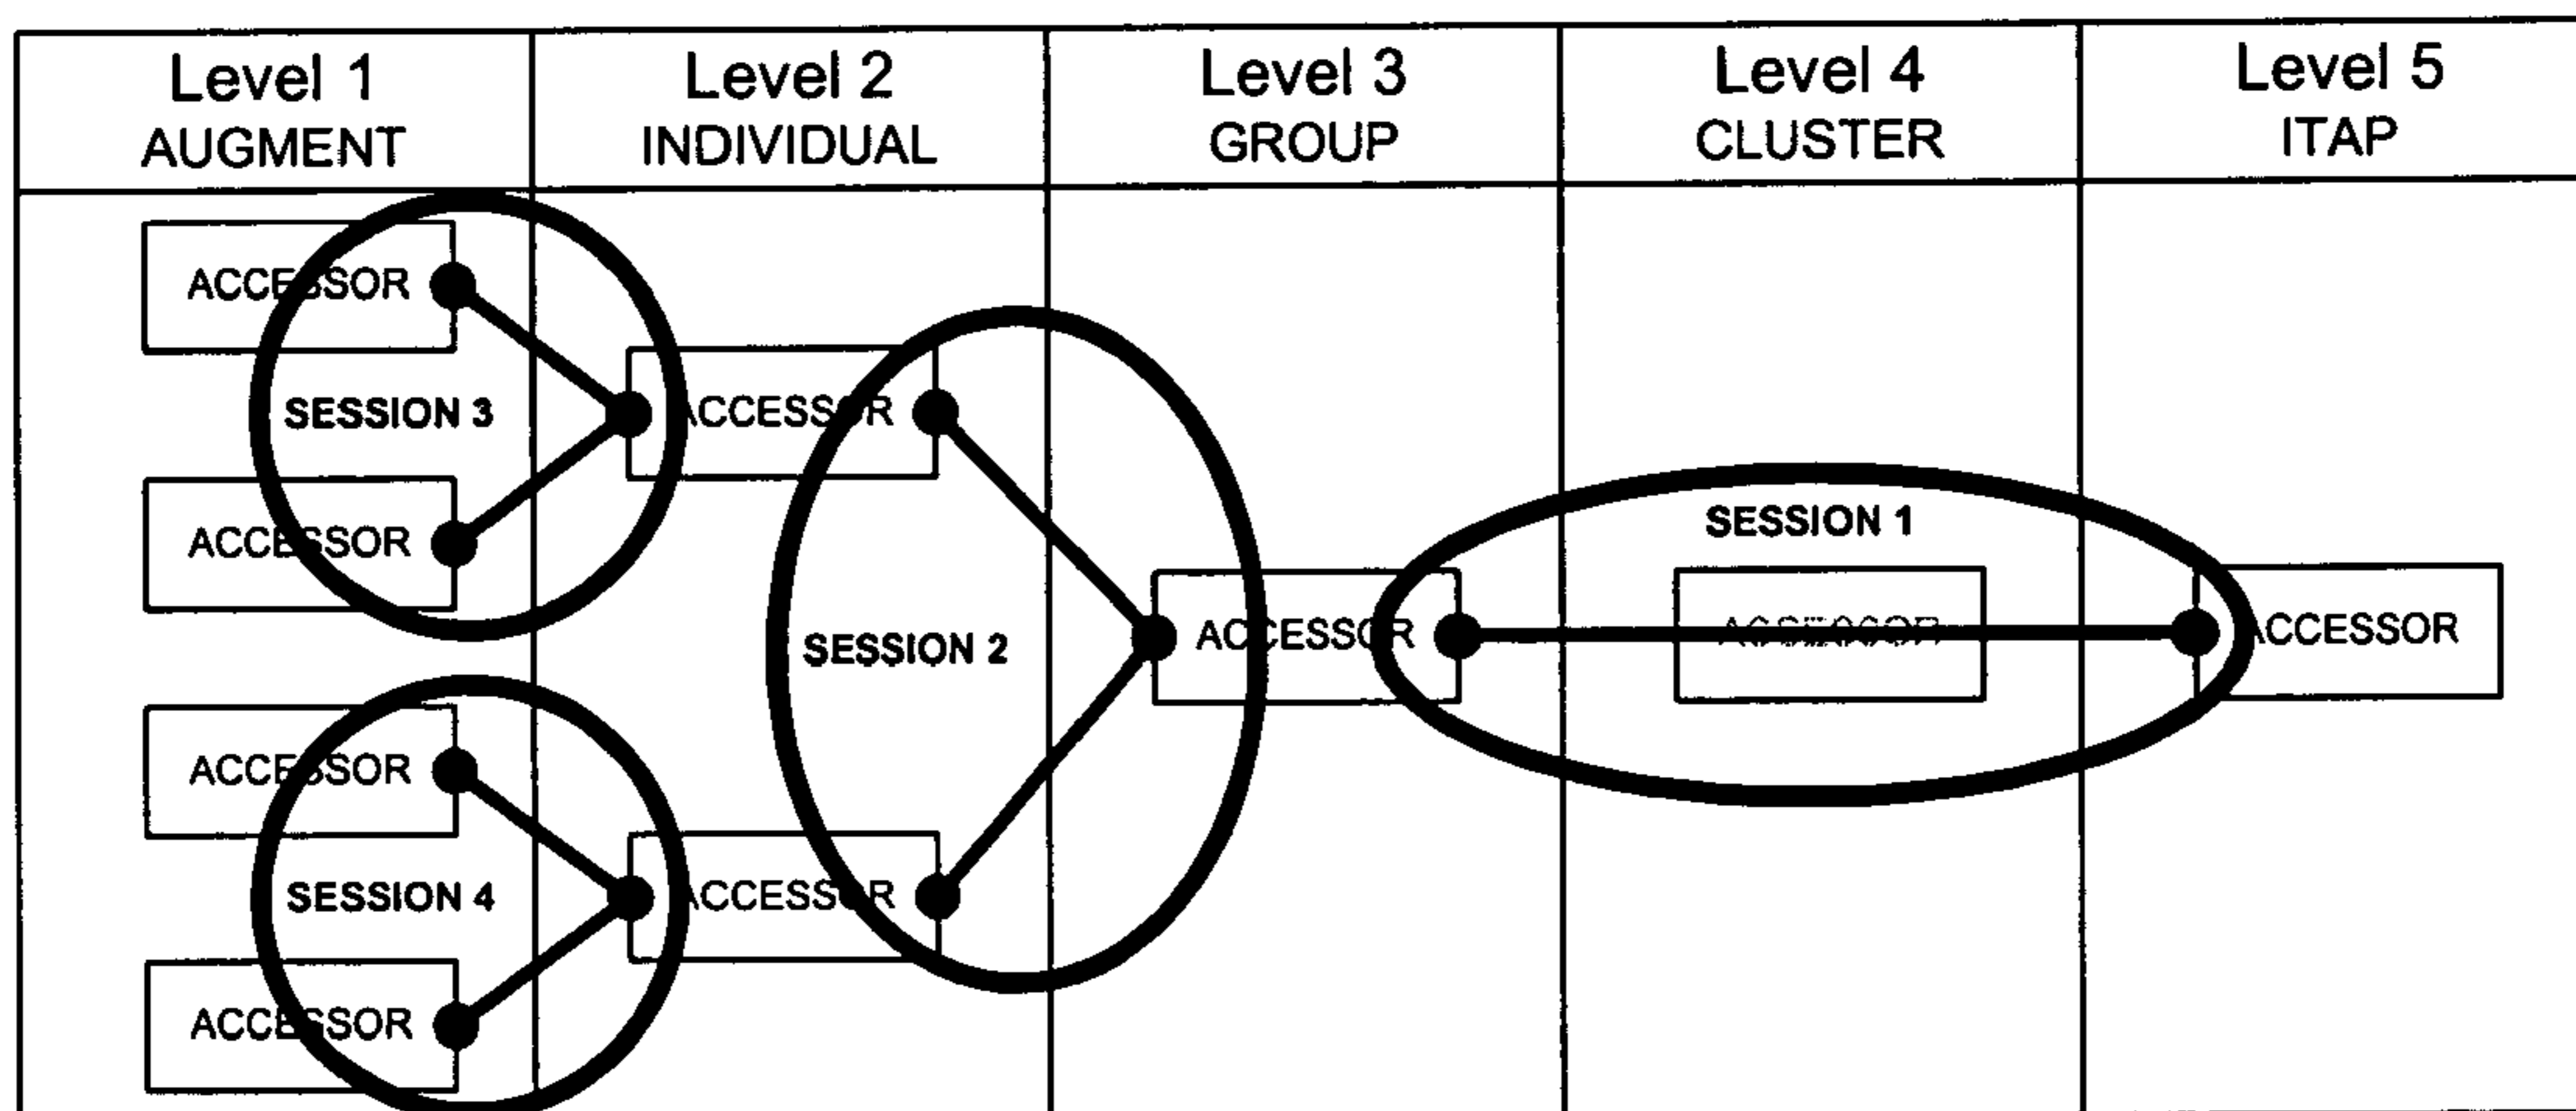 Level 1
AUGMENT
Level 2
INDIVIDUAL
Level 3
GROUP
Level 4
CLUSTER
Level 5
ITAP
ACCESSOR
SESSION 3
ACCESSOR
ACCESSOR
SESSION 4
ACCESSOR
ACCESSOR
ACCESSOR
SESSION 2
ACCESSOR
SESSION 1
ACCESSOR
ACCESSOR